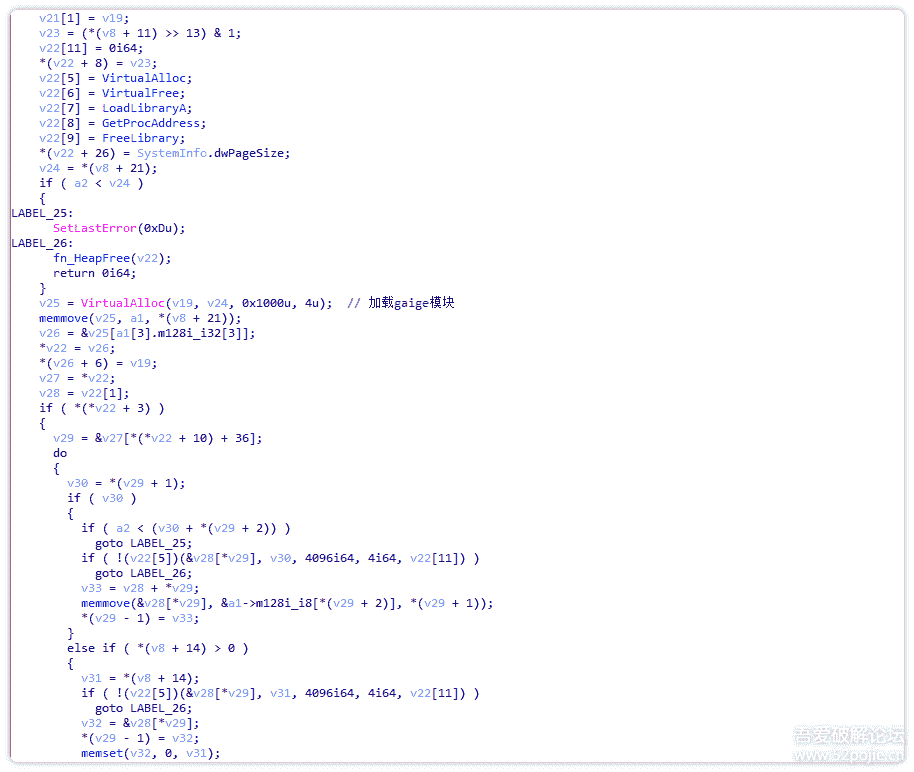 v21[1] = v19;
v23 = (*(v8 + 11) >> 13) & 1;
v22[11] = 0i64;
*(v22 + 8) = v23;
v22[5] = VirtualAlloc;
v22[6] = VirtualFree;
v22[7] = LoadLibraryA;
v22[8] = GetProcAddress;
v22[9] = FreeLibrary;
*(v22 + 26) = SystemInfo.dwPageSize;
v24 = *(v8 + 21);
if ( a2 < v24 )
{
LABEL_25:
SetLastError(0xDu);
LABEL_26:
fn_HeapFree(v22);
return 0i64;
}
v25 = VirtualAlloc(v19, v24, 0x1000u, 4u);  // 加载gaige模块
memmove(v25, a1, *(v8 + 21));
v26 = &v25[a1[3].m128i_i32[3]];
*v22 = v26;
*(v26 + 6) = v19;
v27 = *v22;
v28 = v22[1];
if ( *(*v22 + 3) )
{
v29 = &v27[*(*v22 + 10) + 36];
do
{
v30 = *(v29 + 1);
if ( v30 )
{
if ( a2 < (v30 + *(v29 + 2)) )
goto LABEL_25;
if ( !(v22[5])(&v28[*v29], v30, 4096i64, 4i64, v22[11]) )
goto LABEL_26;
v33 = v28 + *v29;
memmove(&v28[*v29], &a1->m128i_i8[*(v29 + 2)], *(v29 + 1));
*(v29 - 1) = v33;
}
else if ( *(v8 + 14) > 0 )
{
v31 = *(v8 + 14);
if ( !(v22[5])(&v28[*v29], v31, 4096i64, 4i64, v22[11]) )
goto LABEL_26;
v32 = &v28[*v29];
*(v29 - 1) = v32;
memset(v32, 0, v31);
吾爱破解论坛
www.52pojie.cn